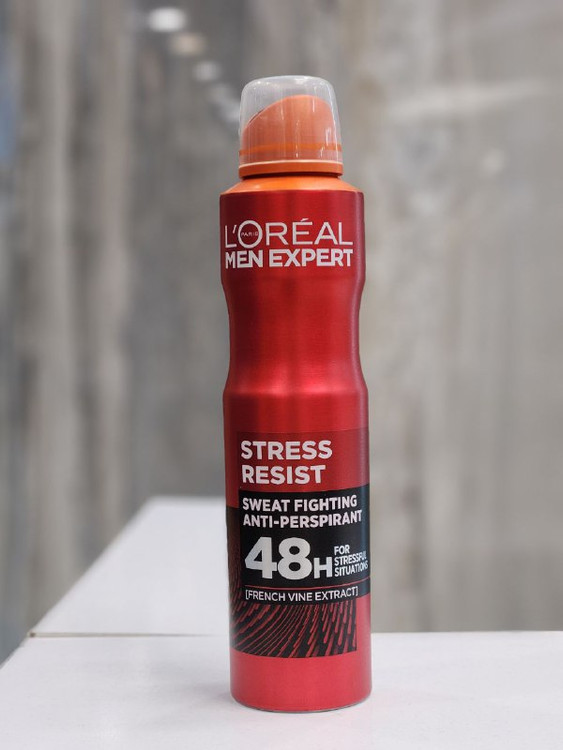 L'ORÉAL
PARIS
MEN EXPERT
STRESS
RESIST
SWEAT FIGHTING
ANTI-PERSPIRANT
48H FOR
STRESSFUL
SITUATIONS
[FRENCH VINE EXTRACT]